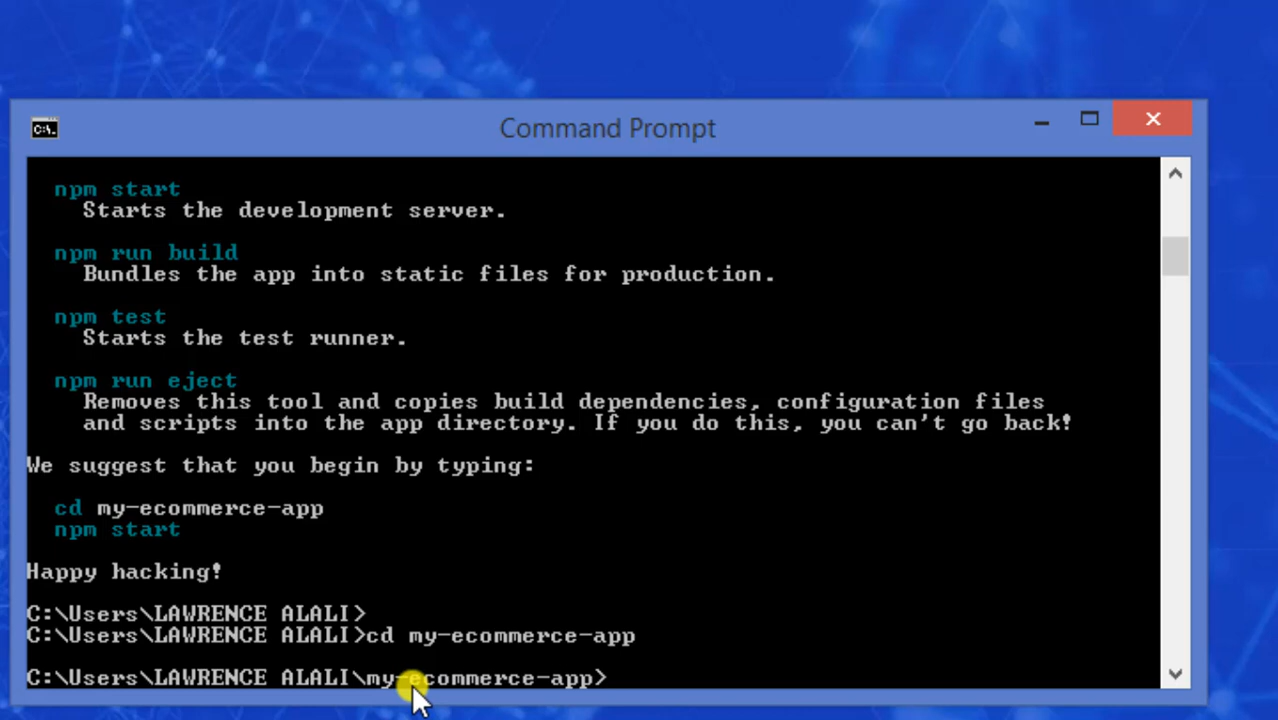 C:\.
Command Prompt
npm start
Starts the development server.
npm run build
Bundles the app into static files for production.
npm test
Starts the test runner.
npm run eject
Removes this tool and copies build dependencies, configuration files
and scripts into the app directory. If you do this, you can't go back!
We suggest that you begin by typing:
cd my-ecommerce-app
npm start
Happy hacking!
C:\Users\LAWRENCE ALALI>
C:\Users\LAWRENCE ALALI>cd my-ecommerce-app
C:\Users\LAWRENCE ALALI\my-ecommerce-app>